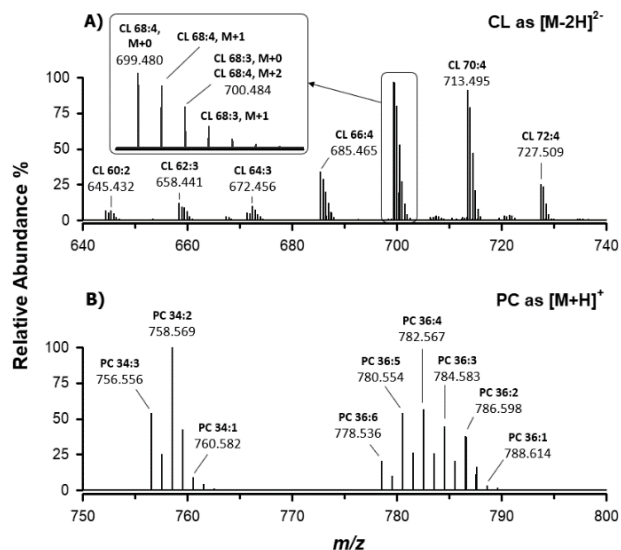 A)
CL as [M-2H]²⁻
CL 68:4,
M+0
699.480
CL 68:4, M+1
CL 68:3, M+0
CL 68:4, M+2
700.484
CL 68:3, M+1
CL 60:2
645.432
CL 62:3
658.441
CL 64:3
672.456
CL 66:4
685.465
CL 70:4
713.495
CL 72:4
727.509
100
75
50
25
0
640
660
680
700
720
740
Relative Abundance %
B)
PC as [M+H]⁺
PC 34:3
756.556
PC 34:2
758.569
PC 34:1
760.582
PC 36:6
778.536
PC 36:5
780.554
PC 36:4
782.567
PC 36:3
784.583
PC 36:2
786.598
PC 36:1
788.614
100
75
50
25
0
750
760
770
780
790
800
m/z